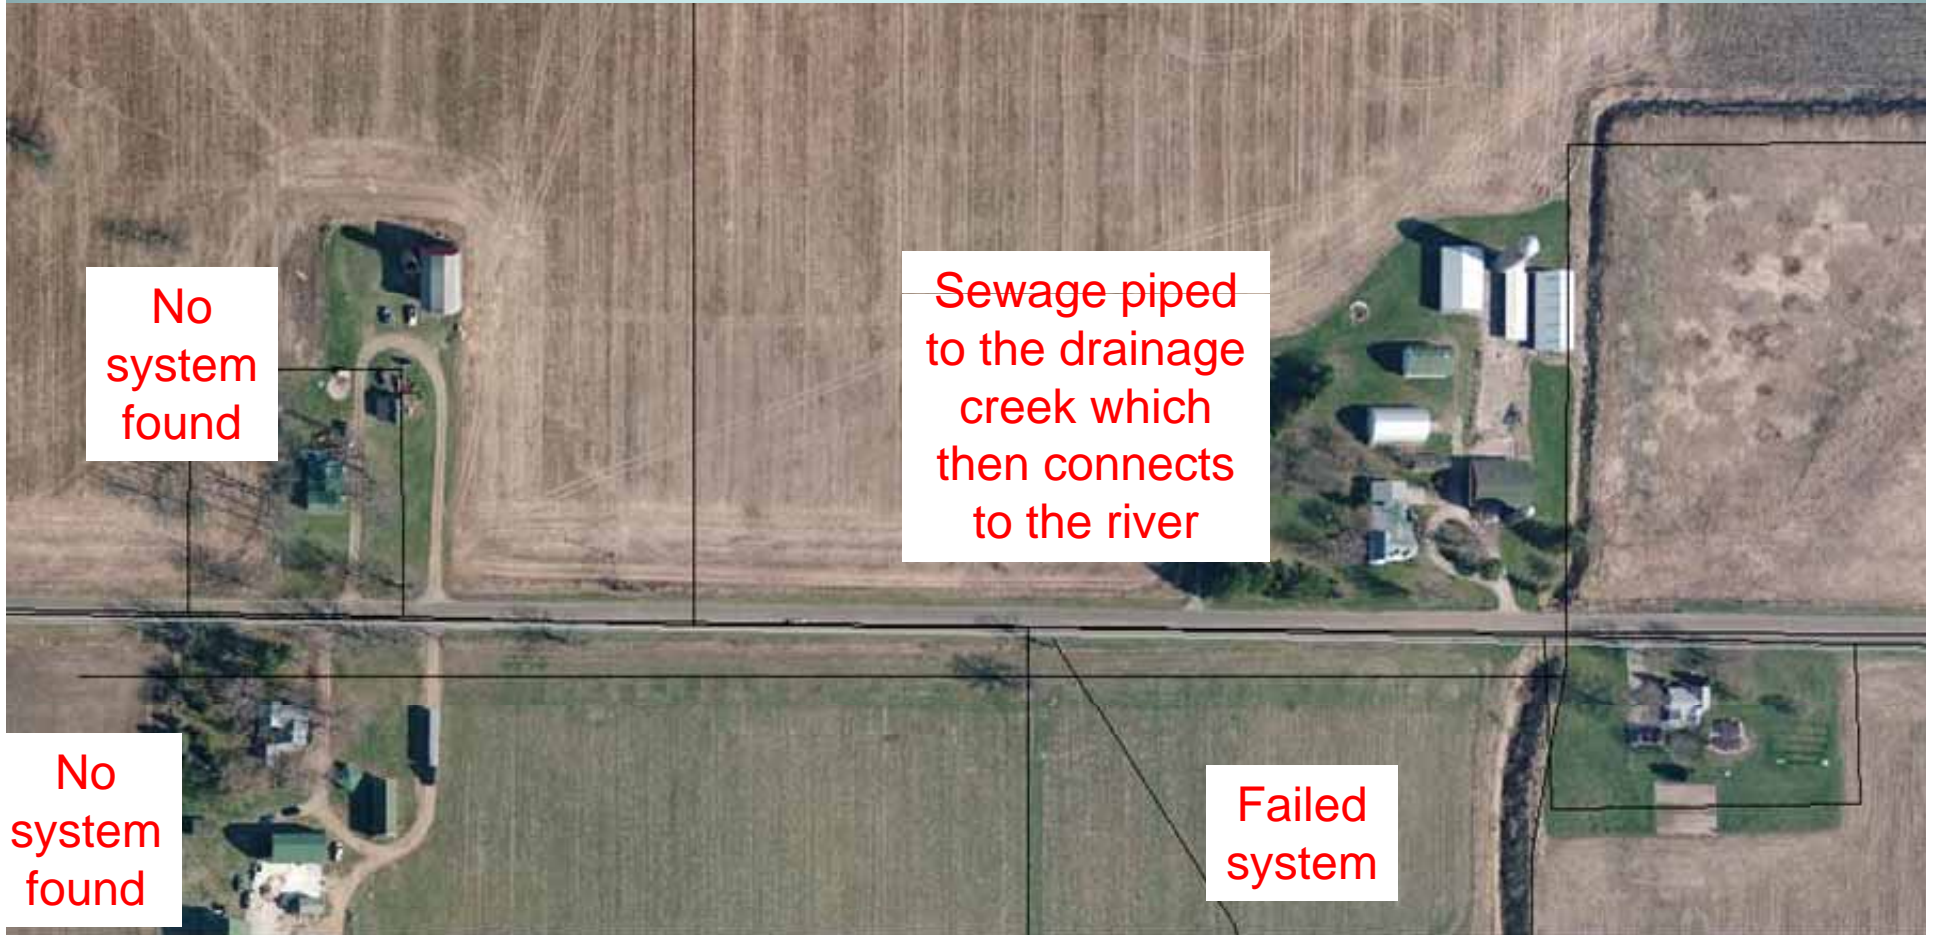 No
system
found
Sewage piped
to the drainage
creek which
then connects
to the river
No
system
found
Failed
system